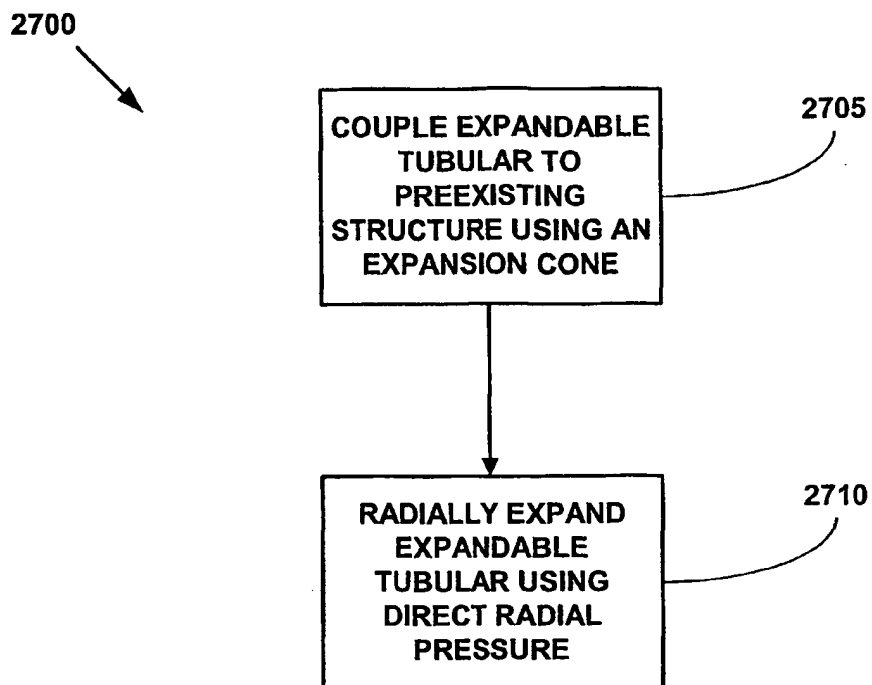 2700
2705
COUPLE EXPANDABLE
TUBULAR TO
PREEXISTING
STRUCTURE USING AN
EXPANSION CONE
2710
RADIALLY EXPAND
EXPANDABLE
TUBULAR USING
DIRECT RADIAL
PRESSURE